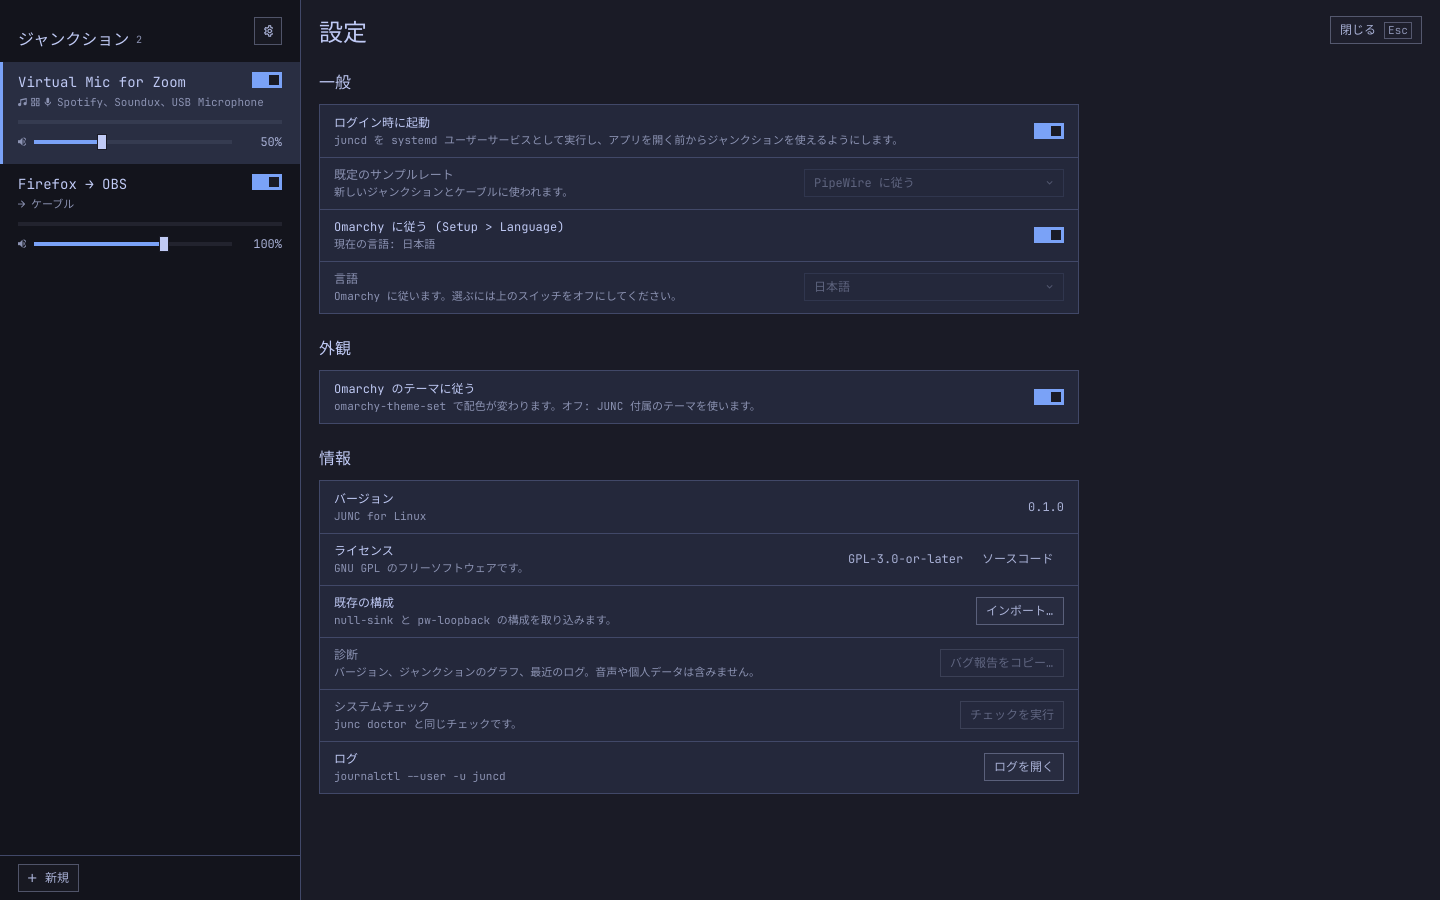 ジャンクション 2
Virtual Mic for Zoom
Spotify、Soundux、USB Microphone
50%
Firefox → OBS
→ ケーブル
100%
+ 新規
設定
閉じる Esc
一般
ログイン時に起動
juncd を systemd ユーザーサービスとして実行し、アプリを開く前からジャンクションを使えるようにします。
既定のサンプルレート
新しいジャンクションとケーブルに使われます。
PipeWire に従う
Omarchy に従う (Setup > Language)
現在の言語: 日本語
言語
Omarchy に従います。選ぶには上のスイッチをオフにしてください。
日本語
外観
Omarchy のテーマに従う
omarchy-theme-set で配色が変わります。オフ: JUNC 付属のテーマを使います。
情報
バージョン
JUNC for Linux
0.1.0
ライセンス
GNU GPL のフリーソフトウェアです。
GPL-3.0-or-later ソースコード
既存の構成
null-sink と pw-loopback の構成を取り込みます。
インポート…
診断
バージョン、ジャンクションのグラフ、最近のログ。音声や個人データは含みません。
バグ報告をコピー…
システムチェック
junc doctor と同じチェックです。
チェックを実行
ログ
journalctl --user -u juncd
ログを開く